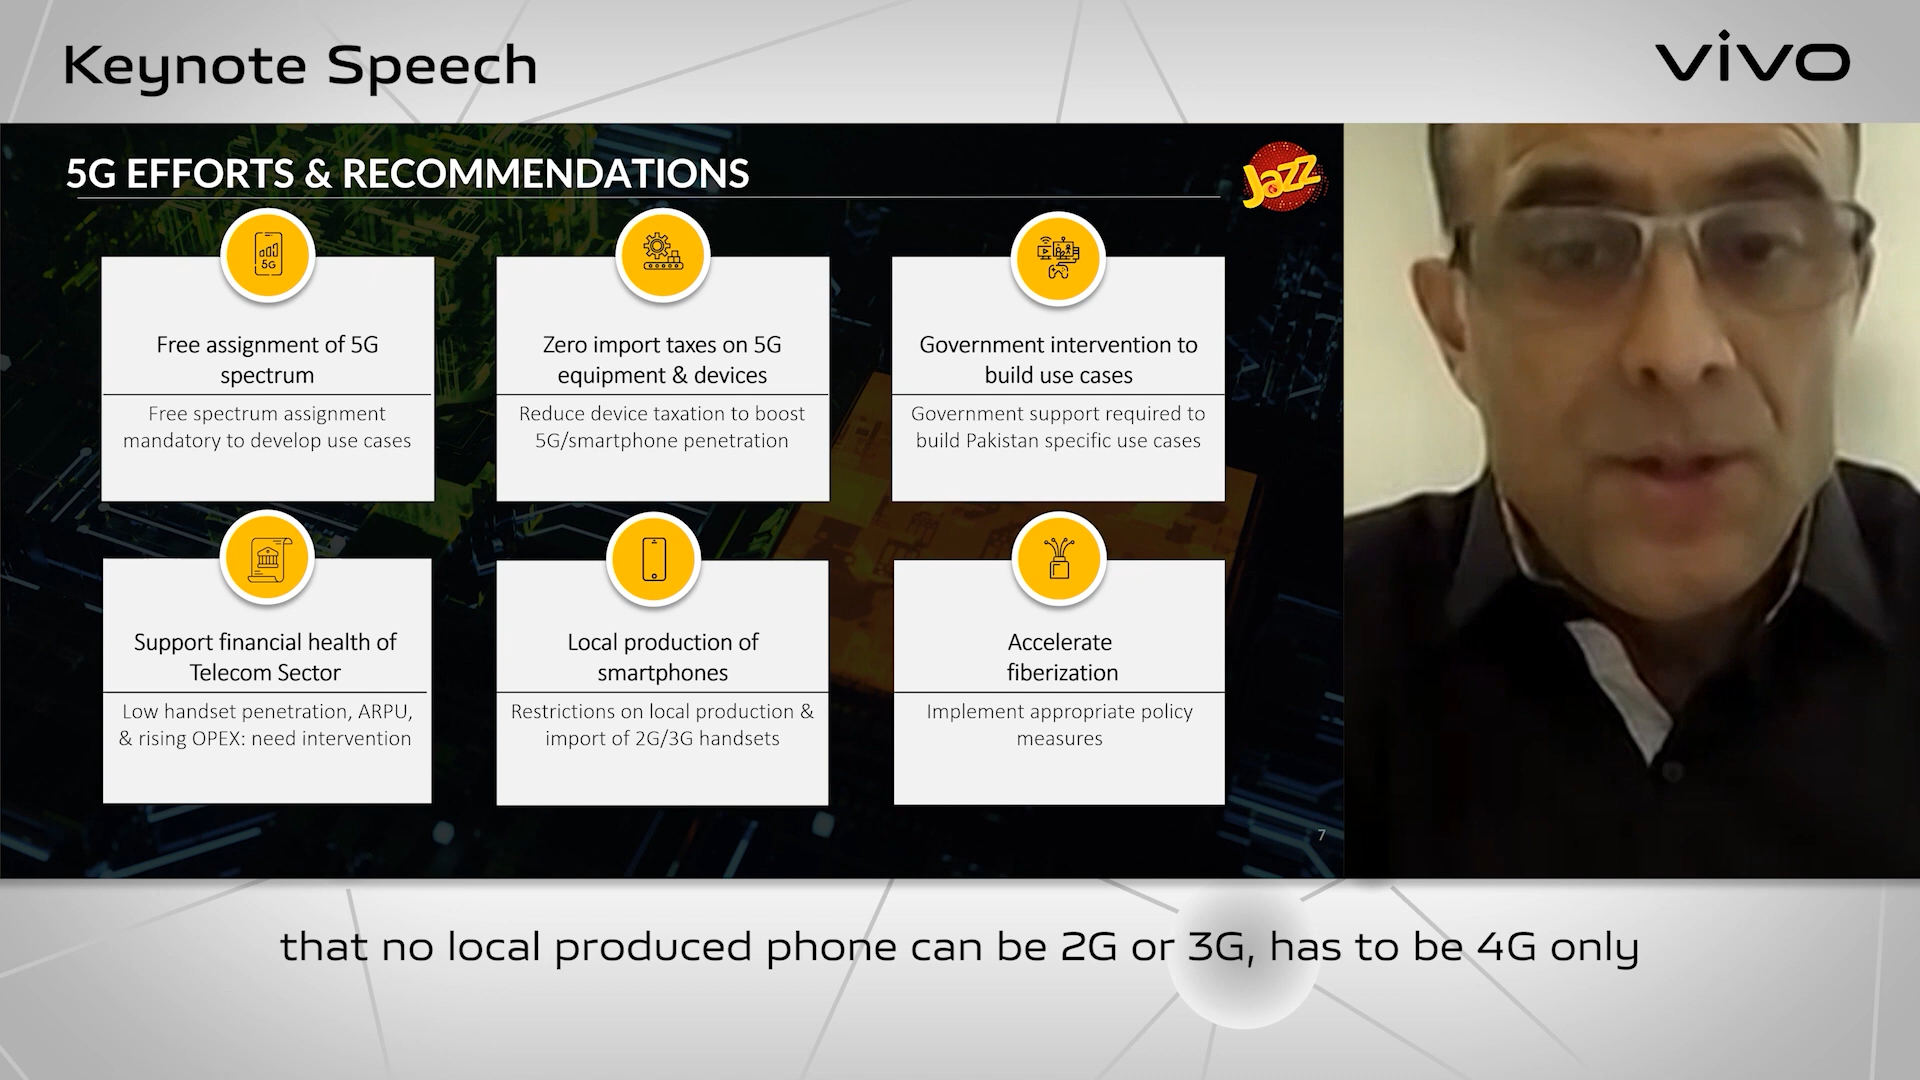 Keynote Speech
vivo
5G EFFORTS & RECOMMENDATIONS
Jazz
5G
Free assignment of 5G
spectrum
Free spectrum assignment
mandatory to develop use cases
Zero import taxes on 5G
equipment & devices
Reduce device taxation to boost
5G/smartphone penetration
Government intervention to
build use cases
Government support required to
build Pakistan specific use cases
Support financial health of
Telecom Sector
Low handset penetration, ARPU,
& rising OPEX: need intervention
Local production of
smartphones
Restrictions on local production &
import of 2G/3G handsets
Accelerate
fiberization
Implement appropriate policy
measures
7
that no local produced phone can be 2G or 3G, has to be 4G only